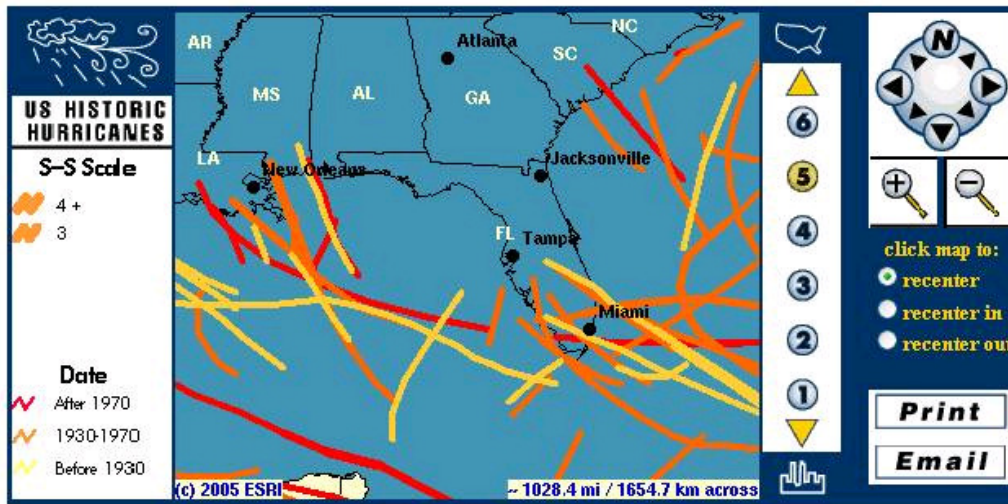 US HISTORIC
HURRICANES
S-S Scale
4 +
3
Date
After 1970
1930-1970
Before 1930
AR
MS
AL
GA
SC
NC
LA
FL
Atlanta
New Orleans
Jacksonville
Tampa
Miami
(c) 2005 ESRI
~ 1028.4 mi / 1654.7 km across
6
5
4
3
2
1
N
click map to:
recenter
recenter in
recenter ou
Print
Email